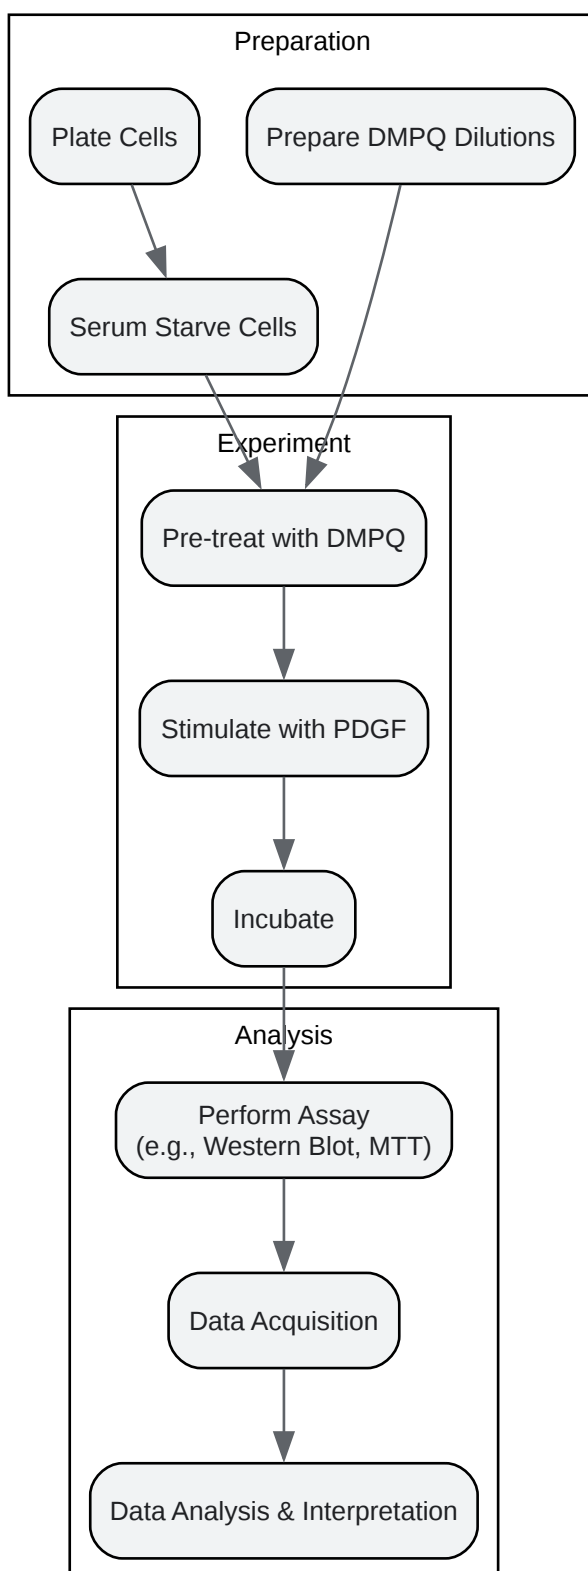 Preparation
Plate Cells
Prepare DMPQ Dilutions
Serum Starve Cells
Experiment
Pre-treat with DMPQ
Stimulate with PDGF
Incubate
Analysis
Perform Assay
(e.g., Western Blot, MTT)
Data Acquisition
Data Analysis & Interpretation